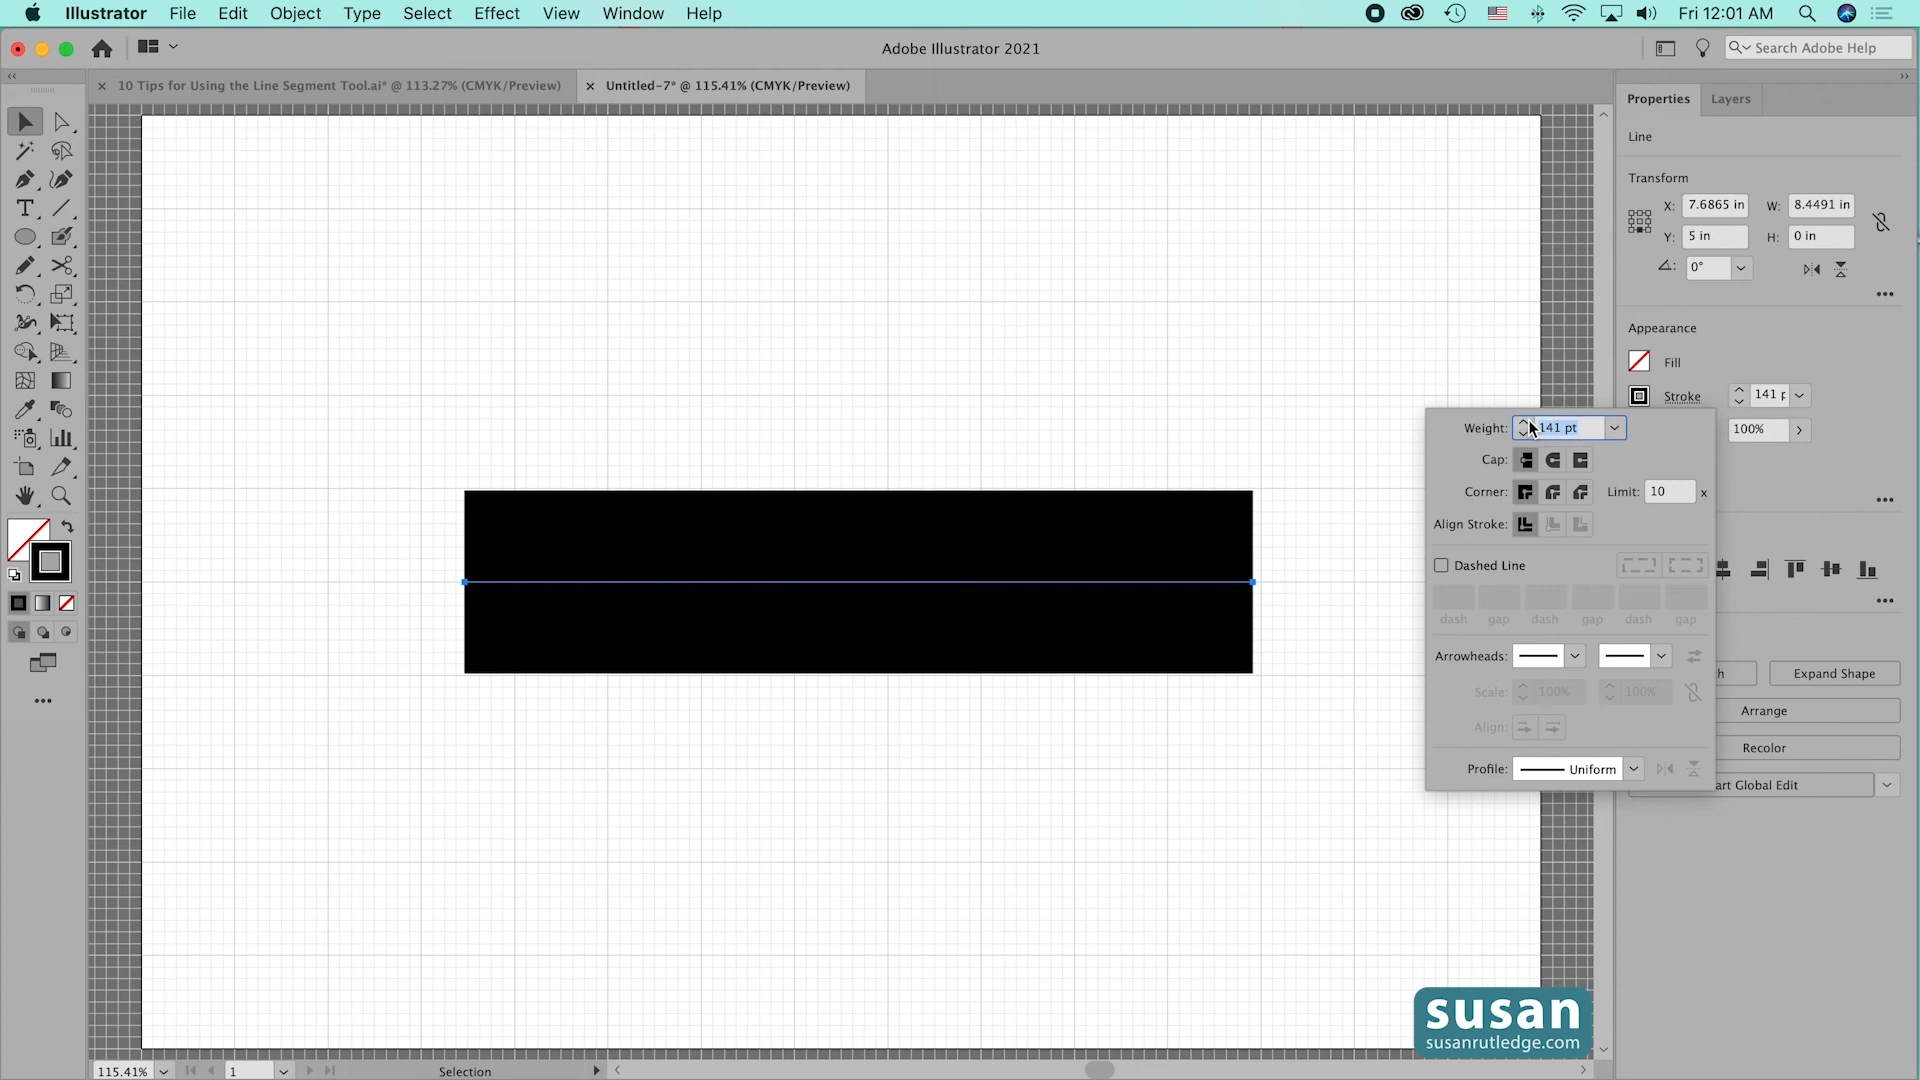 Illustrator File Edit Object Type Select Effect View Window Help Fri 12:01 AM
Adobe Illustrator 2021 Search Adobe Help
10 Tips for Using the Line Segment Tool.ai* @ 113.27% (CMYK/Preview) Untitled-7* @ 115.41% (CMYK/Preview)
Properties Layers
Line
Transform
X: 7.6865 in W: 8.4491 in
Y: 5 in H: 0 in
0°
Appearance
Fill
Stroke 141 p
100%
Weight: 141 pt
Cap:
Corner: Limit: 10 x
Align Stroke:
Dashed Line
dash gap dash gap dash gap
Arrowheads:
Scale: 100% 100%
Align:
Profile: Uniform
Expand Shape
Arrange
Recolor
art Global Edit
susan
susanrutledge.com
115.41% 1 Selection